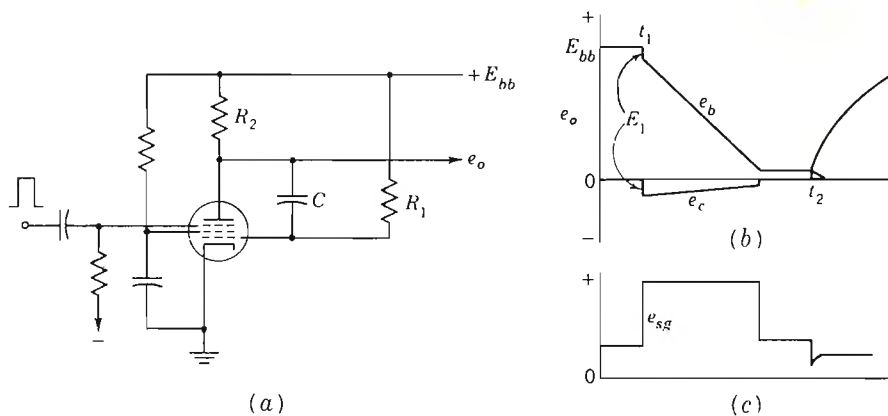 + E_bb
R_2
e_o
C
R_1
−
(a)
+
t_1
E_bb
e_b
e_o
E_1
0
e_c
t_2
−
(b)
+
e_sg
0
(c)